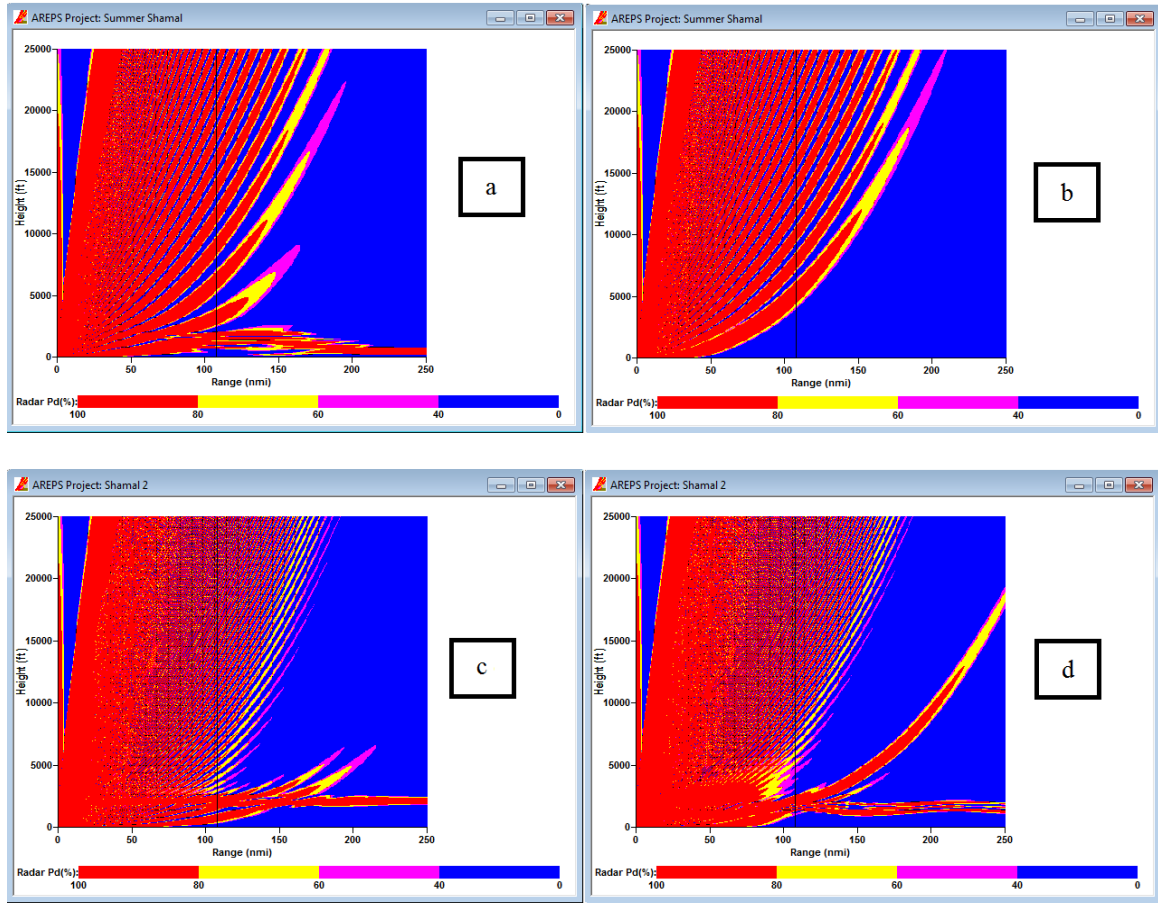 AREPS Project: Summer Shamal
25000
20000
15000
10000
5000
0
Height (ft)
0 50 100 150 200 250
Range (nmi)
a
Radar Pd(%):
100 80 60 40 0
AREPS Project: Summer Shamal
25000
20000
15000
10000
5000
0
Height (ft)
0 50 100 150 200 250
Range (nmi)
b
Radar Pd(%):
100 80 60 40 0
AREPS Project: Shamal 2
25000
20000
15000
10000
5000
0
Height (ft)
0 50 100 150 200 250
Range (nmi)
c
Radar Pd(%):
100 80 60 40 0
AREPS Project: Shamal 2
25000
20000
15000
10000
5000
0
Height (ft)
0 50 100 150 200 250
Range (nmi)
d
Radar Pd(%):
100 80 60 40 0